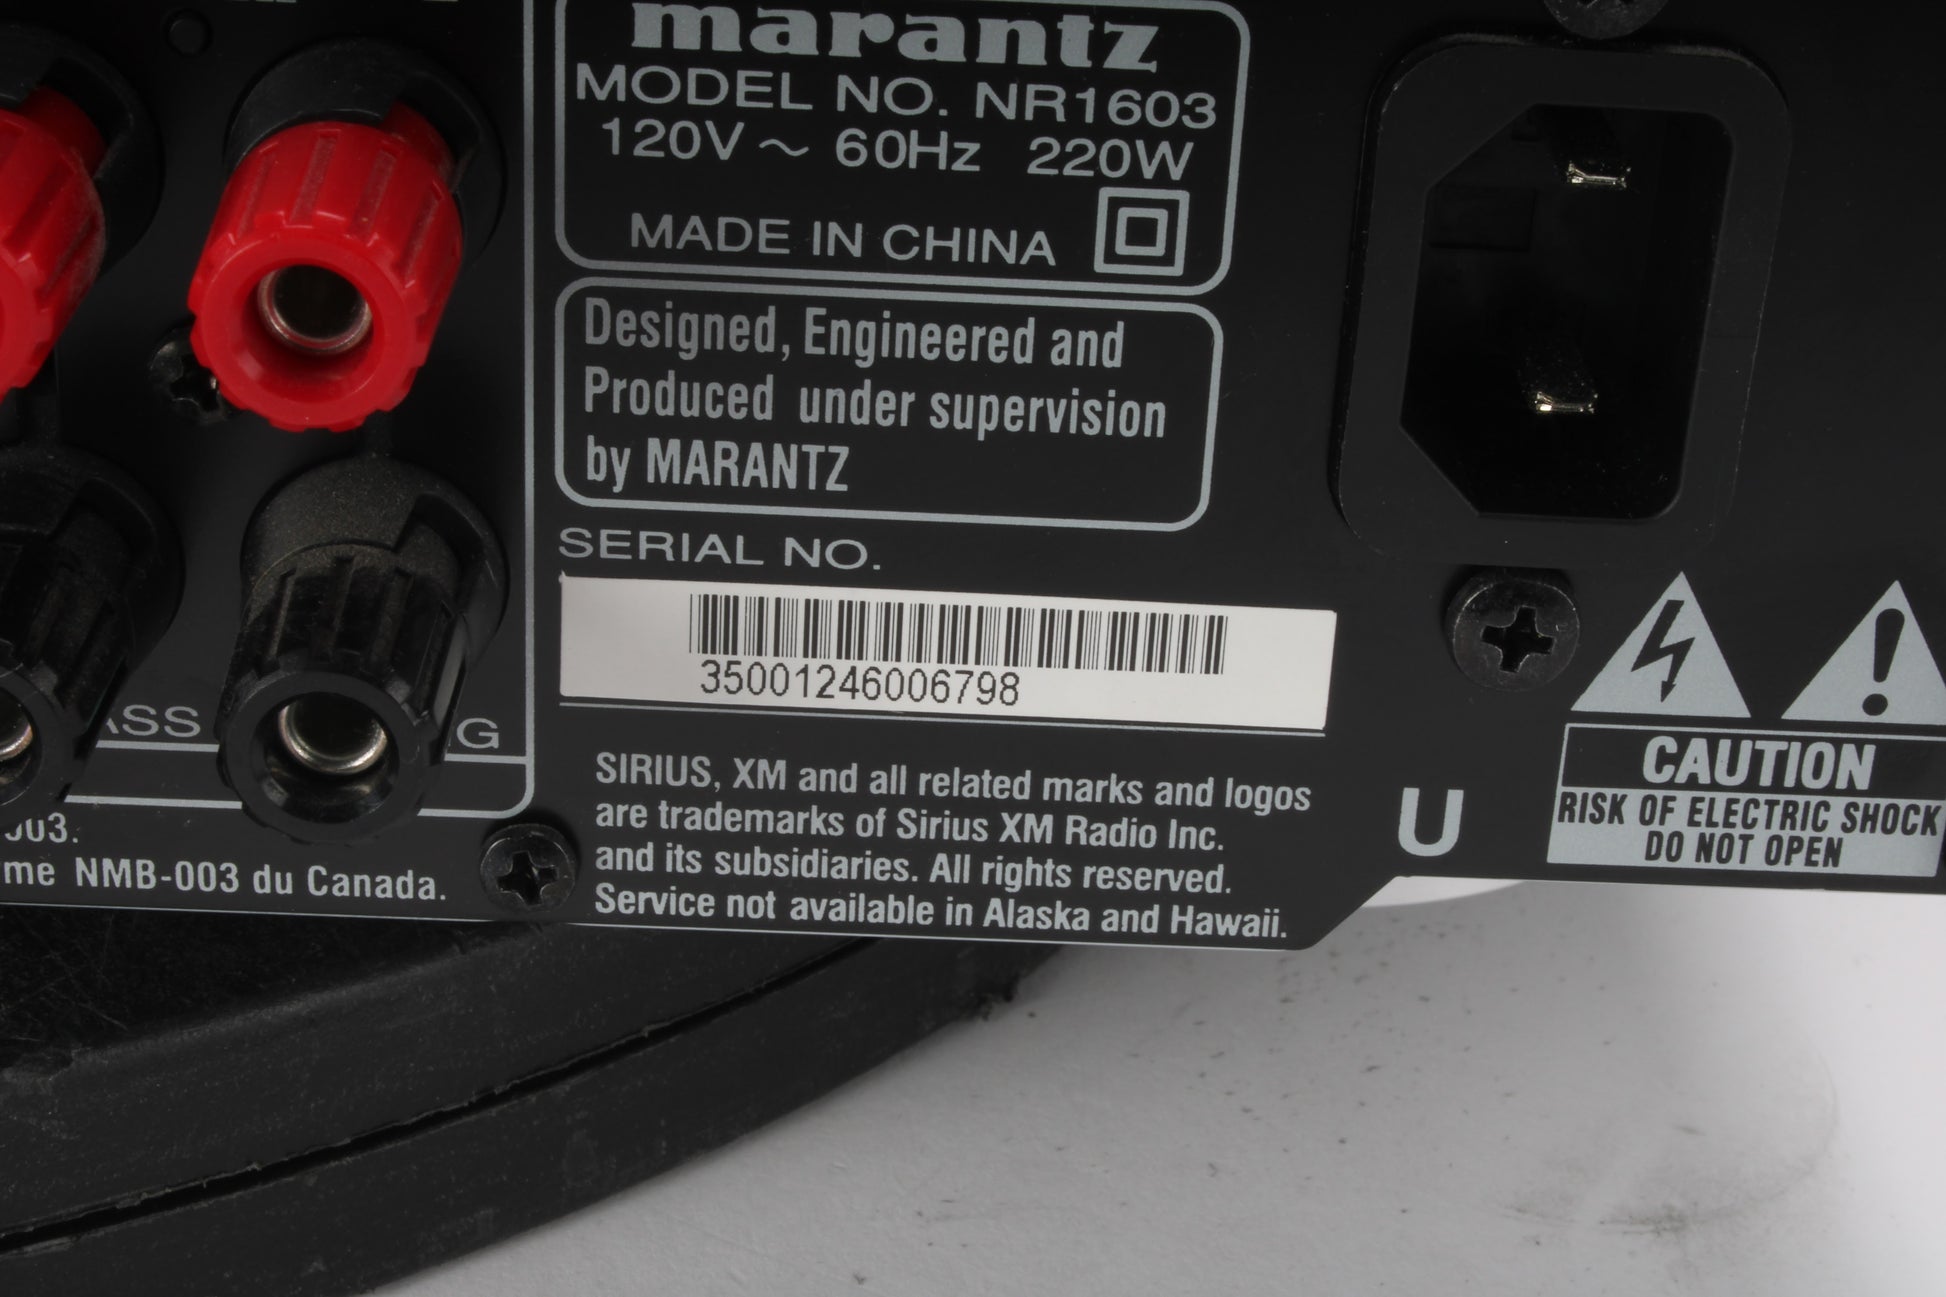 marantz
MODEL NO. NR1603
120V ~ 60Hz 220W
MADE IN CHINA
Designed, Engineered and
Produced under supervision
by MARANTZ
SERIAL NO.
35001246006798
SIRIUS, XM and all related marks and logos
are trademarks of Sirius XM Radio Inc.
and its subsidiaries. All rights reserved.
Service not available in Alaska and Hawaii.
U
CAUTION
RISK OF ELECTRIC SHOCK
DO NOT OPEN
NMB-003 du Canada.